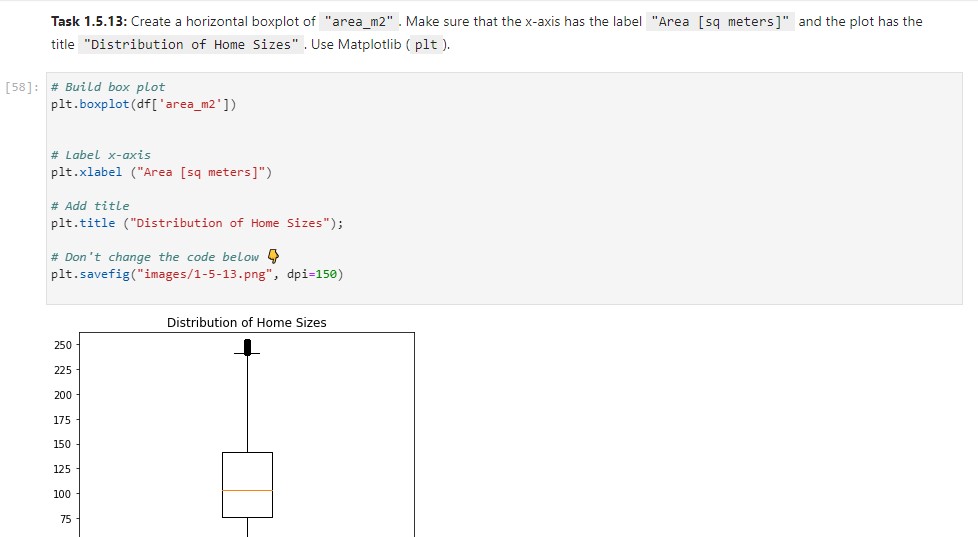 Task 1.5.13: Create a horizontal boxplot of "area_m2" . Make sure that the x-axis has the label "Area [sq meters]" and the plot has the
title "Distribution of Home Sizes" . Use Matplotlib ( plt ).
[58]: # Build box plot
plt.boxplot(df['area_m2'])
# Label x-axis
plt.xlabel ("Area [sq meters]")
# Add title
plt.title ("Distribution of Home Sizes");
# Don't change the code below 👇
plt.savefig("images/1-5-13.png", dpi=150)
Distribution of Home Sizes
250
225
200
175
150
125
100
75